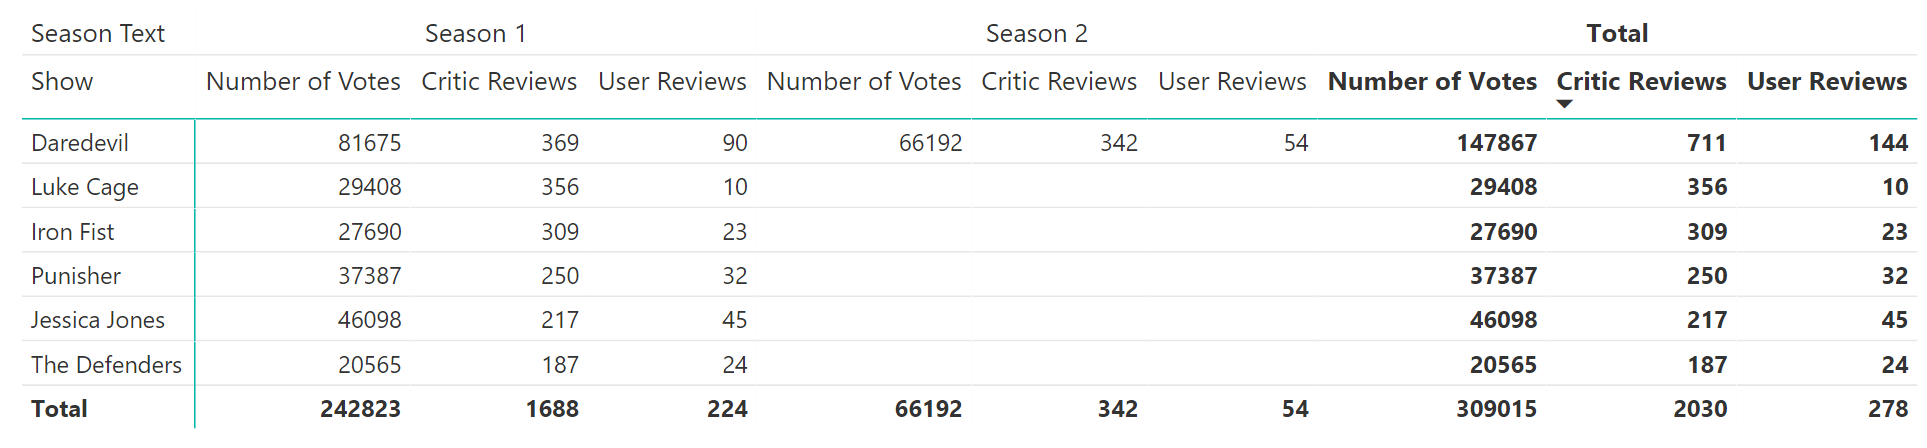 Season Text Season 1 Season 2 Total
Show Number of Votes Critic Reviews User Reviews Number of Votes Critic Reviews User Reviews Number of Votes Critic Reviews User Reviews
Daredevil 81675 369 90 66192 342 54 147867 711 144
Luke Cage 29408 356 10 29408 356 10
Iron Fist 27690 309 23 27690 309 23
Punisher 37387 250 32 37387 250 32
Jessica Jones 46098 217 45 46098 217 45
The Defenders 20565 187 24 20565 187 24
Total 242823 1688 224 66192 342 54 309015 2030 278